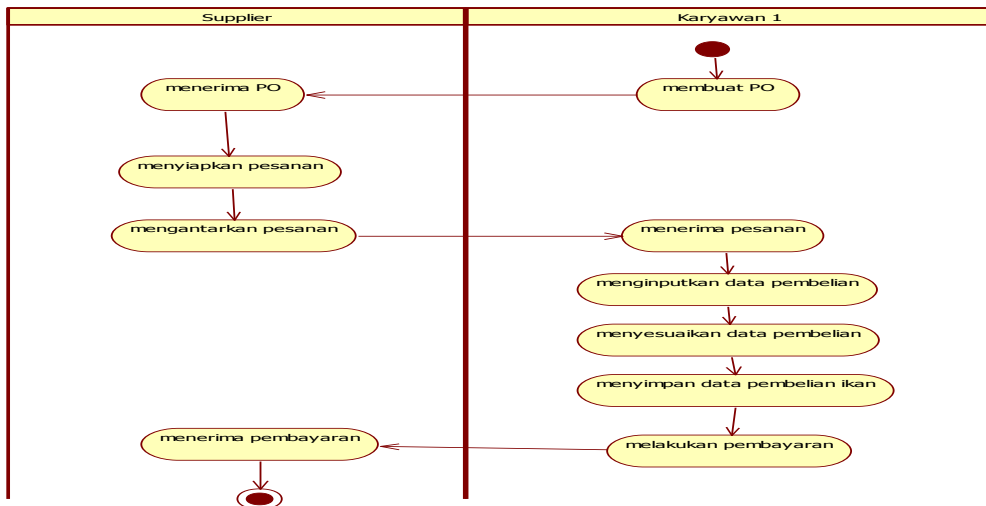 Supplier
Karyawan 1
menerima PO
membuat PO
menyiapkan pesanan
mengantarkan pesanan
menerima pesanan
menginputkan data pembelian
menyesuaikan data pembelian
menyimpan data pembelian ikan
menerima pembayaran
melakukan pembayaran